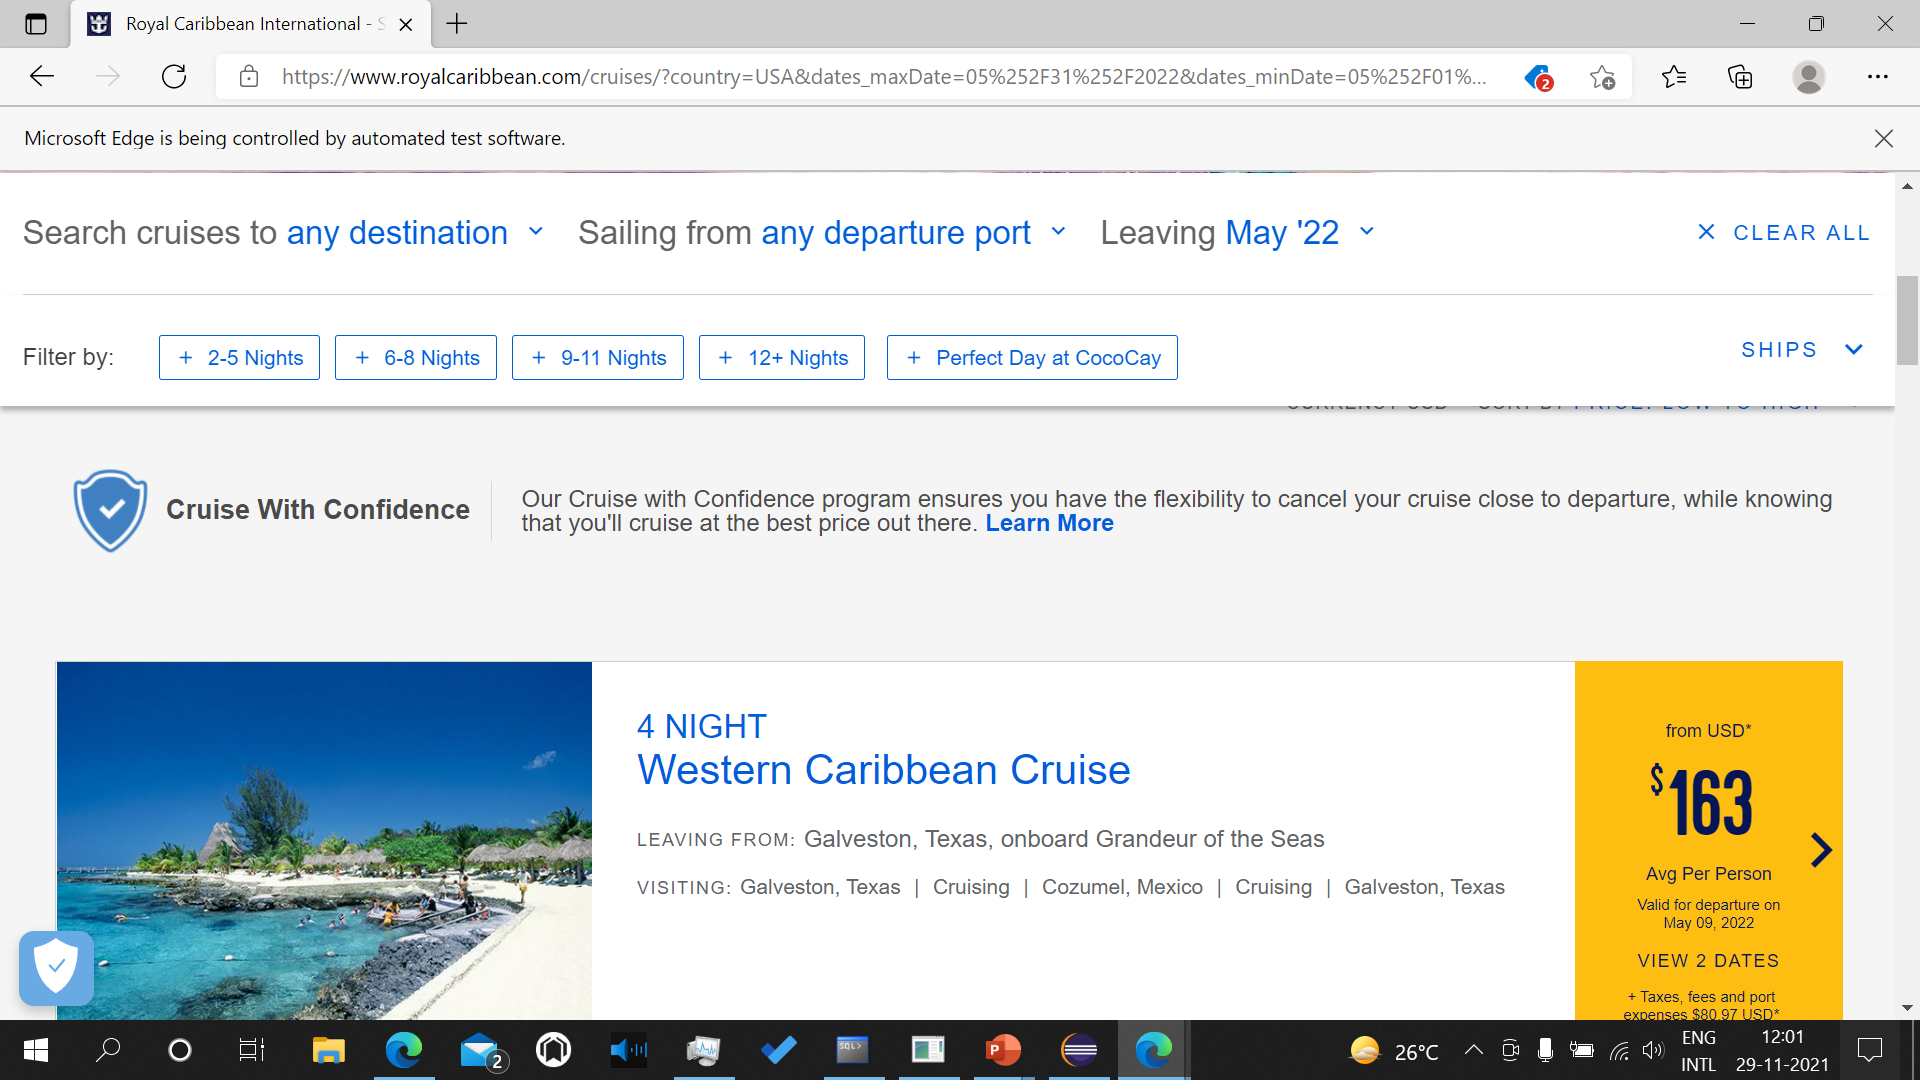 Royal Caribbean International -
https://www.royalcaribbean.com/cruises/?country=USA&dates_maxDate=05%252F31%252F2022&dates_minDate=05%252F01%...
2
Microsoft Edge is being controlled by automated test software.
Search cruises to any destination Sailing from any departure port Leaving May '22 CLEAR ALL
Filter by: + 2-5 Nights + 6-8 Nights + 9-11 Nights + 12+ Nights + Perfect Day at CocoCay SHIPS
Cruise With Confidence
Our Cruise with Confidence program ensures you have the flexibility to cancel your cruise close to departure, while knowing
that you'll cruise at the best price out there. Learn More
4 NIGHT
Western Caribbean Cruise
LEAVING FROM: Galveston, Texas, onboard Grandeur of the Seas
VISITING: Galveston, Texas | Cruising | Cozumel, Mexico | Cruising | Galveston, Texas
from USD*
$163
Avg Per Person
Valid for departure on
May 09, 2022
VIEW 2 DATES
+ Taxes, fees and port
expenses $80.97 USD*
2
SQL>
P
26°C
ENG
INTL
12:01
29-11-2021